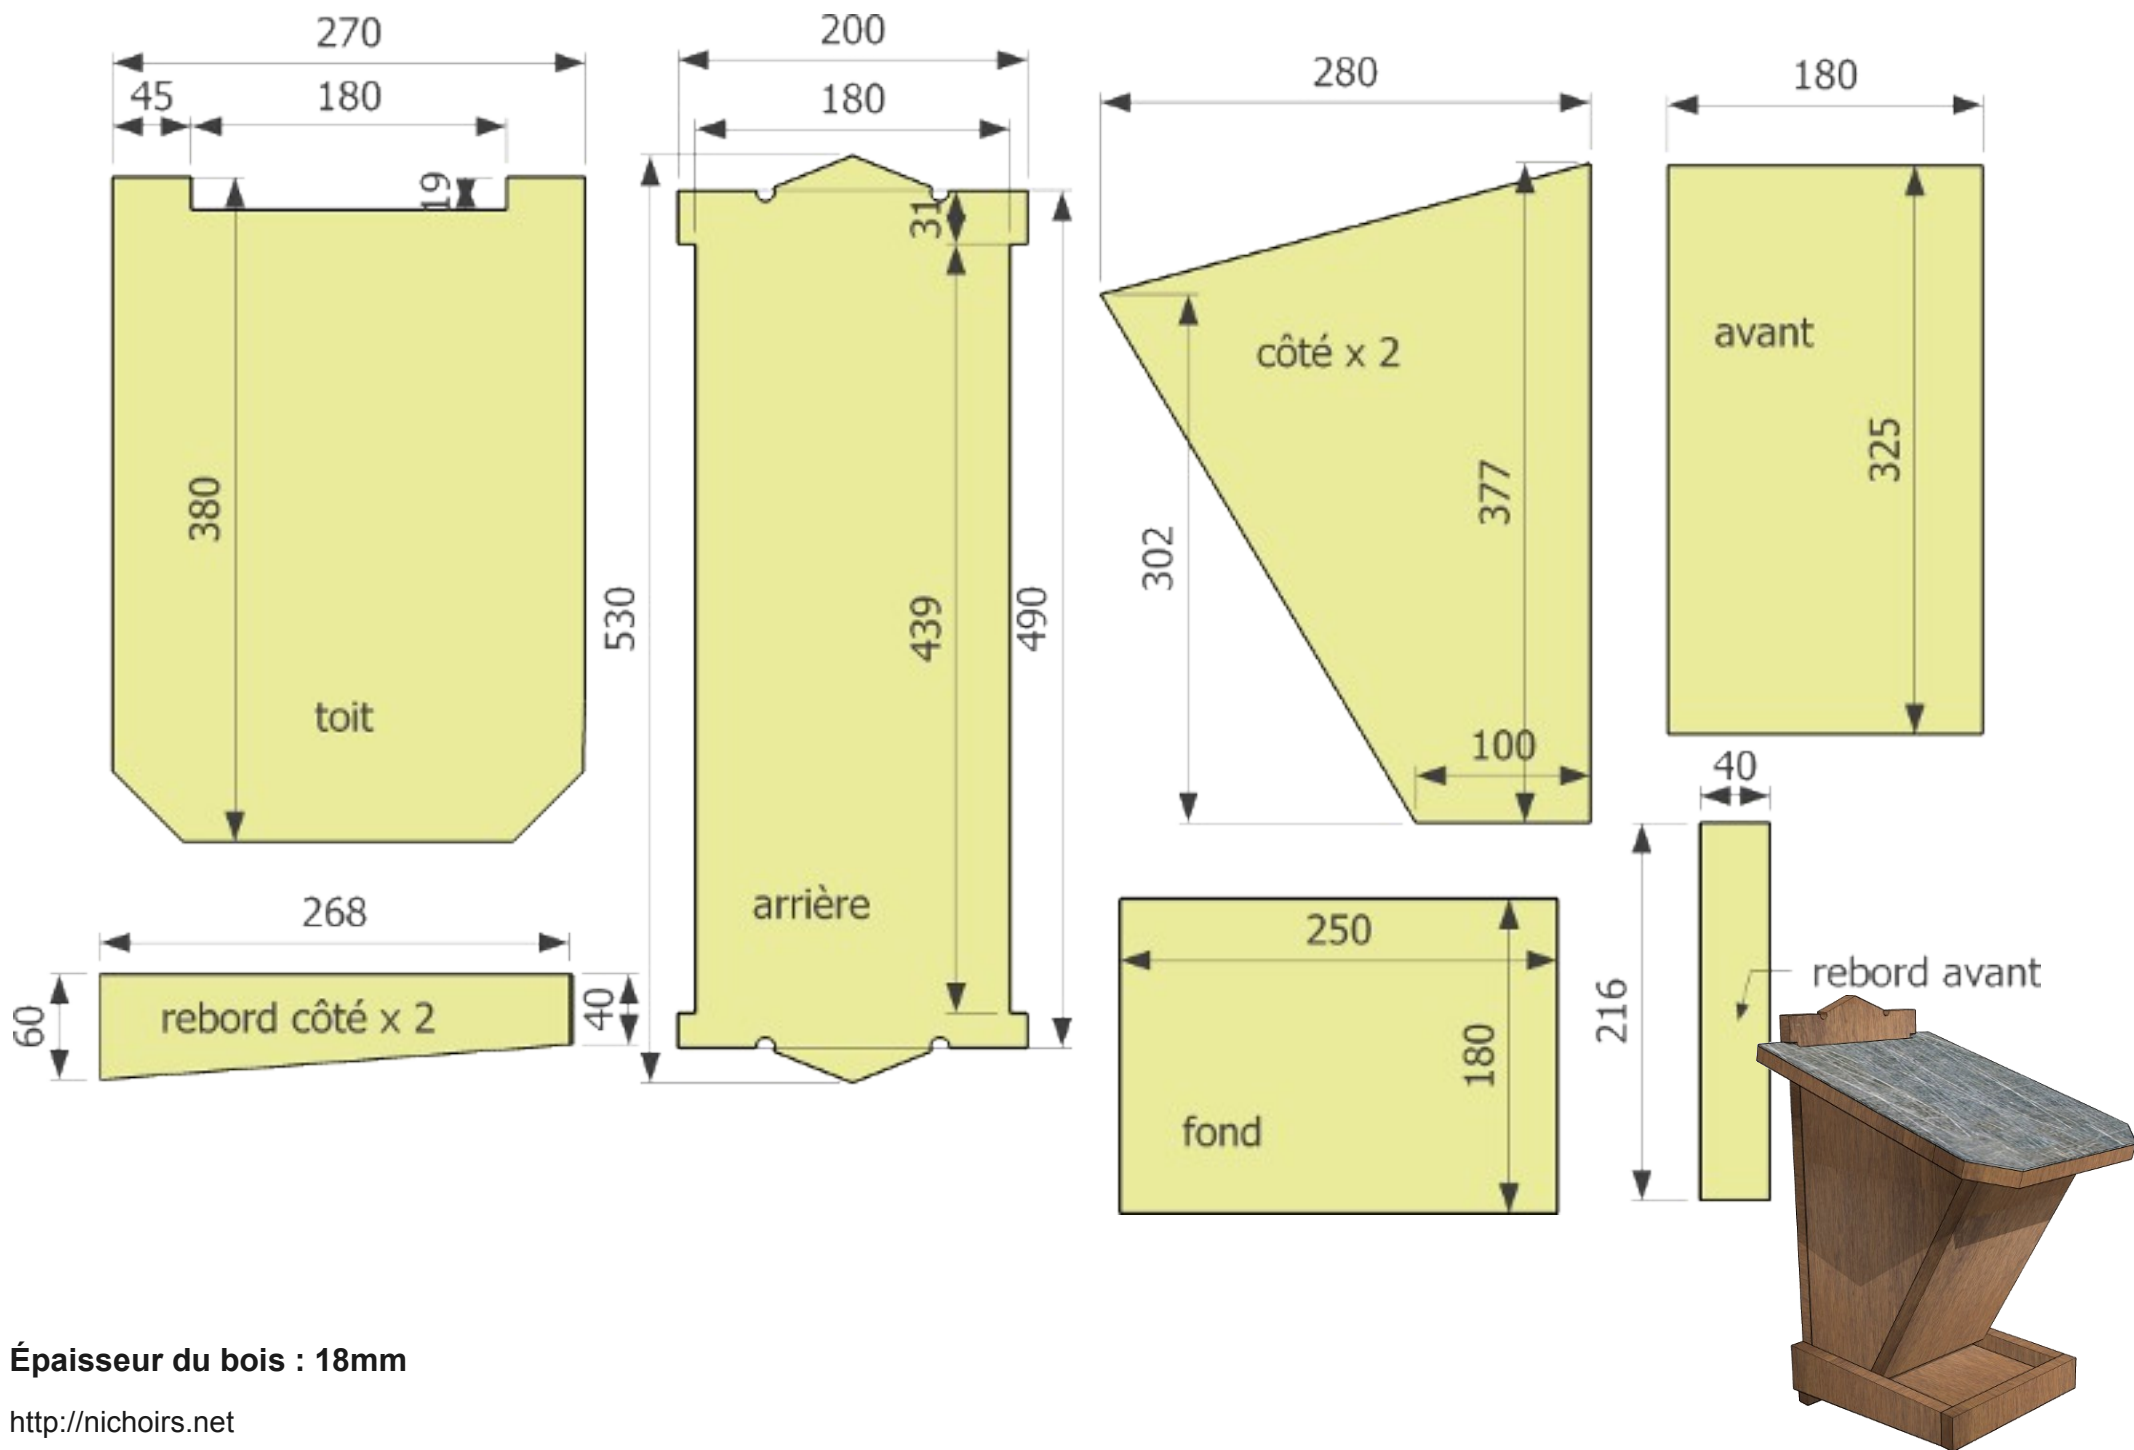 270
45
180
19
380
toit
200
180
31
530
439
490
arrière
280
côté x 2
302
377
100
180
avant
325
268
60
rebord côté x 2
40
250
180
fond
40
216
rebord avant
Épaisseur du bois : 18mm
http://nichoirs.net